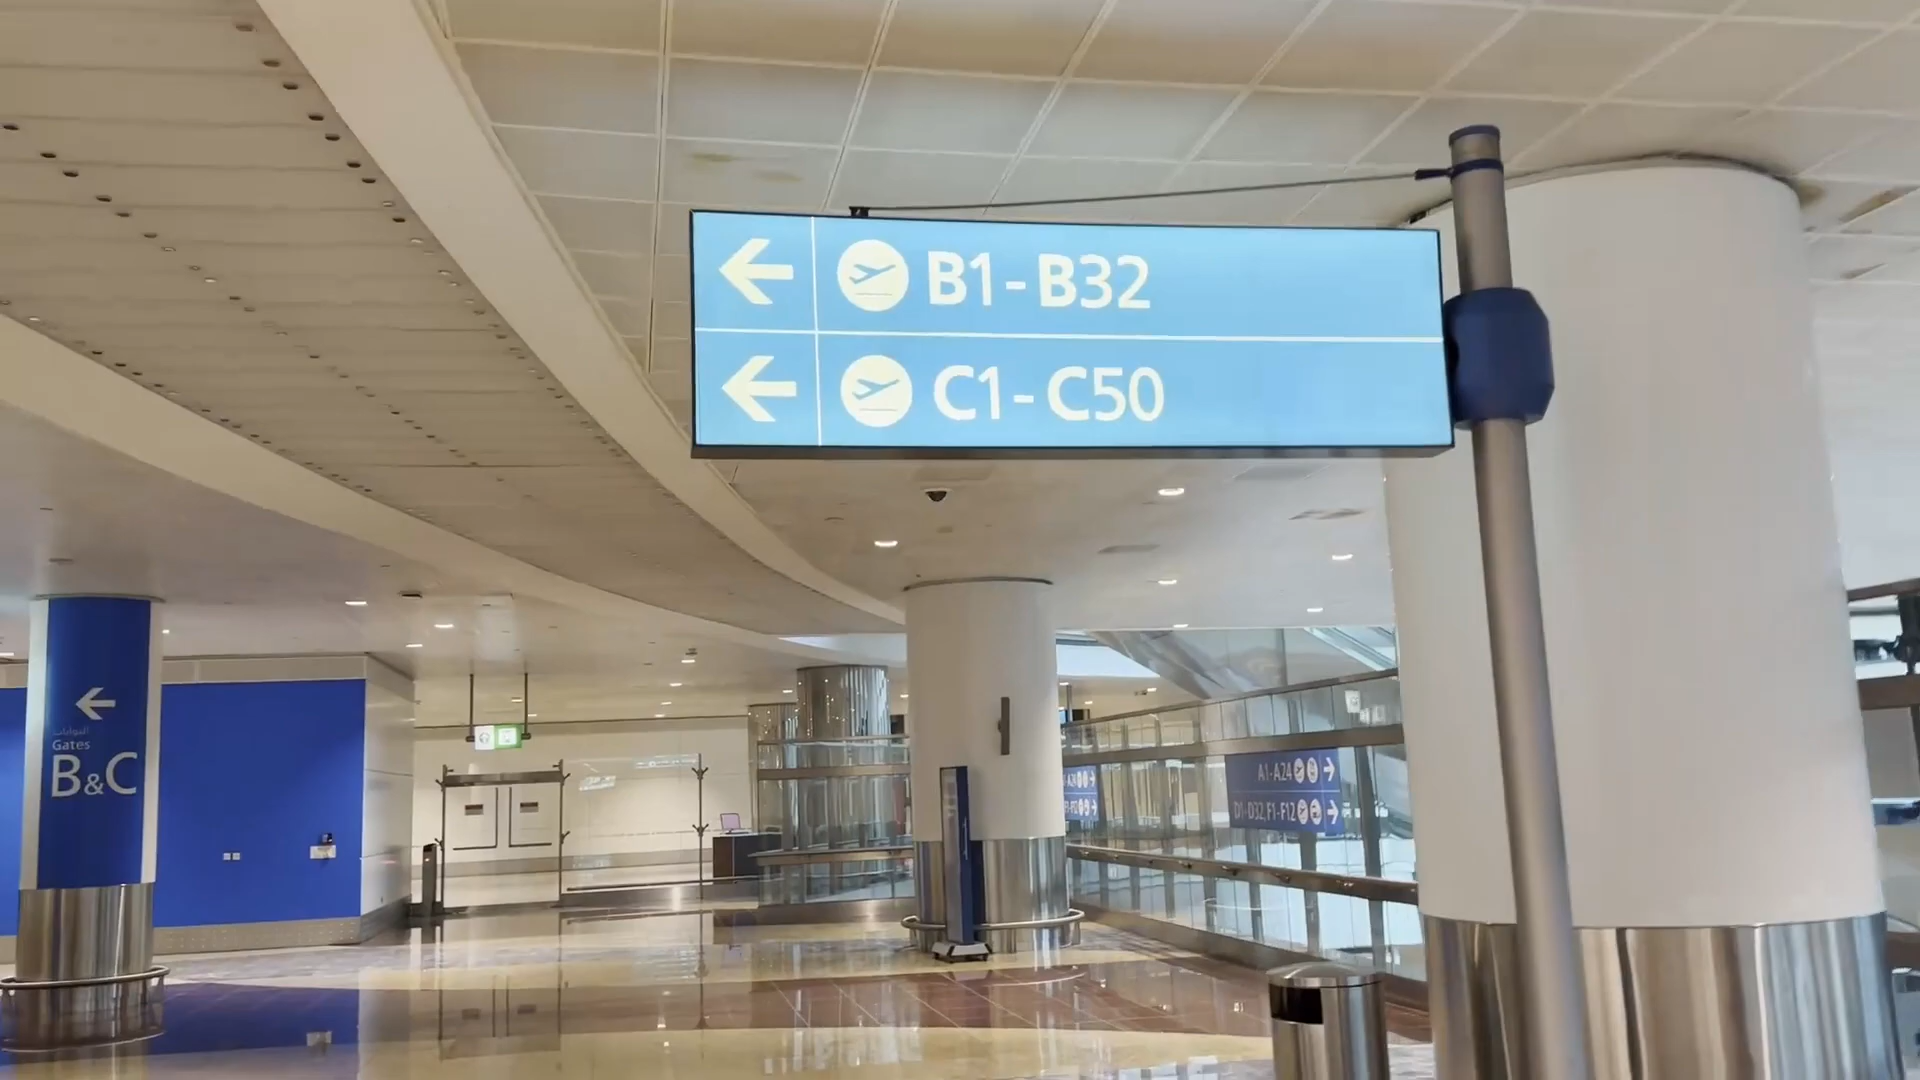 B1-B32
C1-C50
البوابات
Gates
B&C
A1-A24
D1-D32, F1-F12